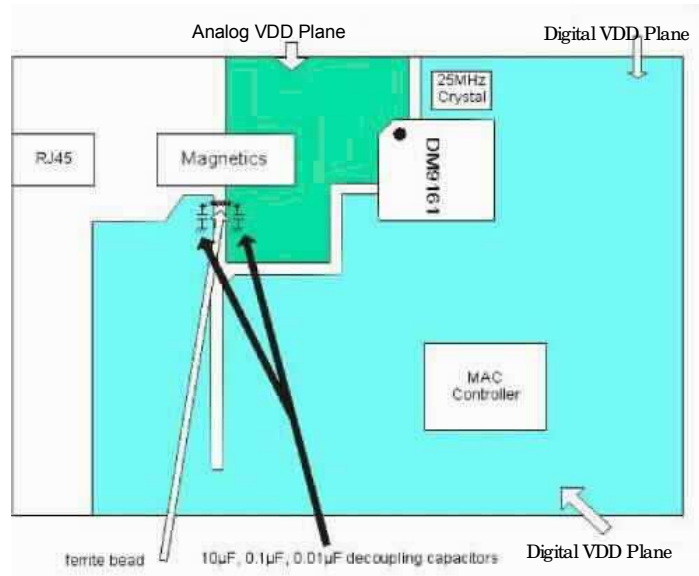 Analog VDD Plane
Digital VDD Plane
25MHz
Crystal
RJ45
Magnetics
DM9161
MAC
Controller
ferrite bead
10µF, 0.1µF, 0.01µF decoupling capacitors
Digital VDD Plane